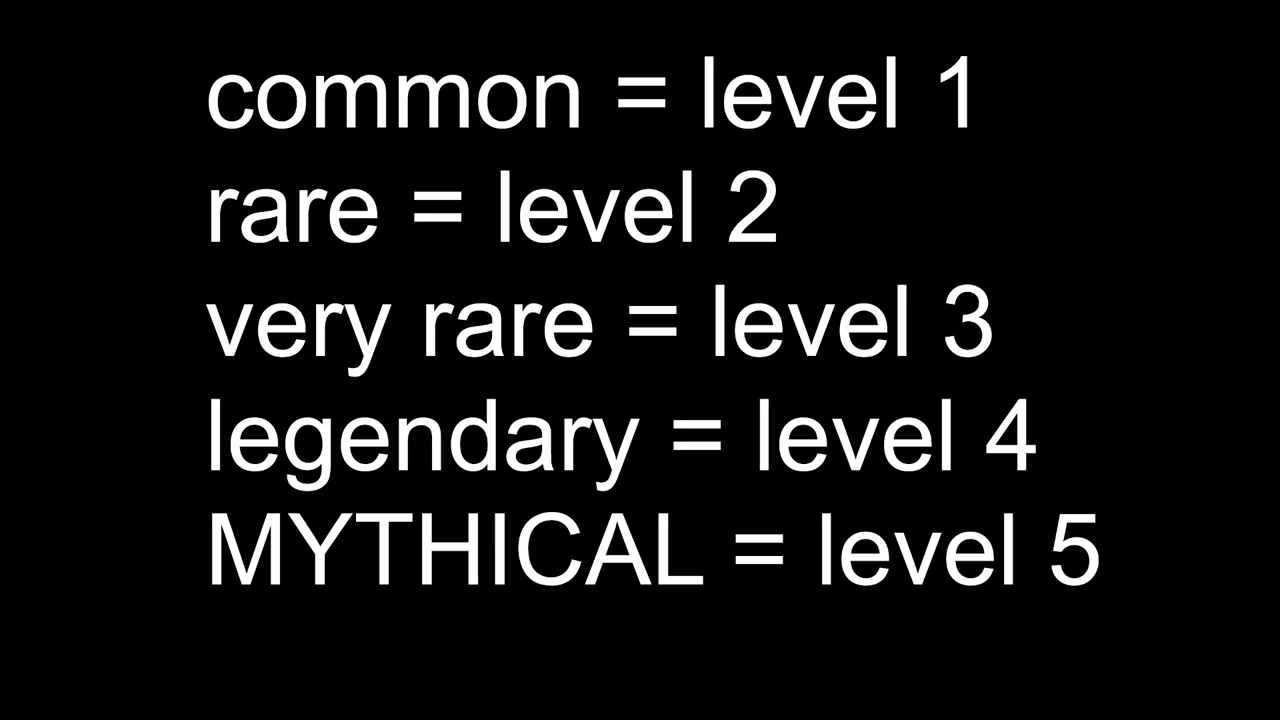 common = level 1
rare = level 2
very rare = level 3
legendary = level 4
MYTHICAL = level 5